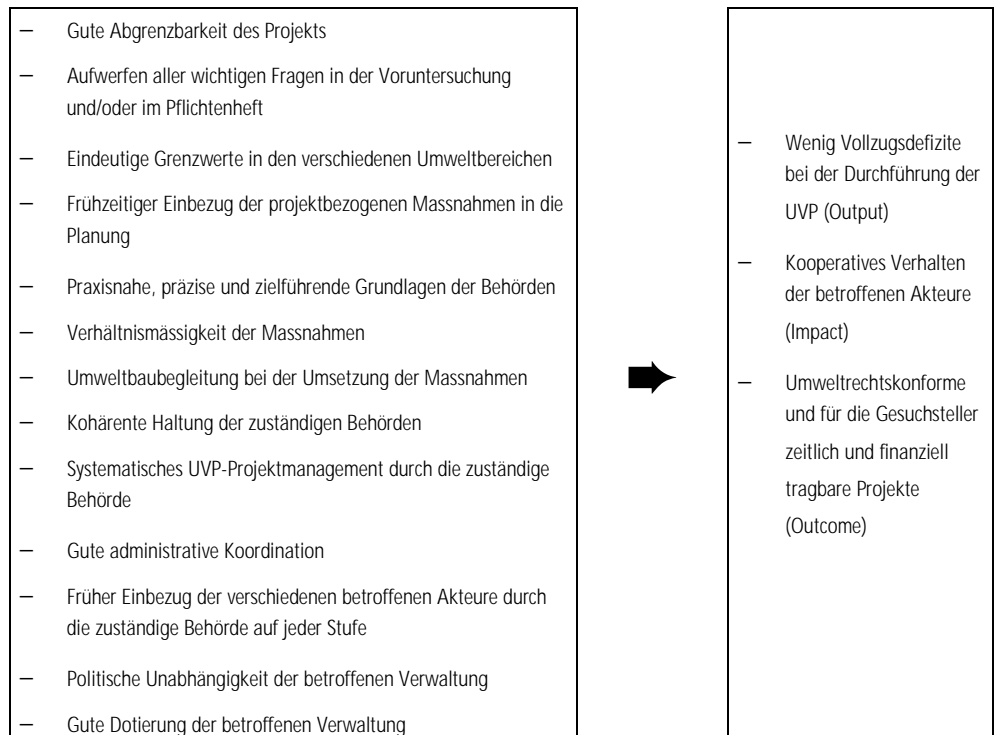 – Gute Abgrenzbarkeit des Projekts
– Aufwerfen aller wichtigen Fragen in der Voruntersuchung
und/oder im Pflichtenheft
– Eindeutige Grenzwerte in den verschiedenen Umweltbereichen
– Frühzeitiger Einbezug der projektbezogenen Massnahmen in die
Planung
– Praxisnahe, präzise und zielführende Grundlagen der Behörden
– Verhältnismässigkeit der Massnahmen
– Umweltbaubegleitung bei der Umsetzung der Massnahmen
– Kohärente Haltung der zuständigen Behörden
– Systematisches UVP-Projektmanagement durch die zuständige
Behörde
– Gute administrative Koordination
– Früher Einbezug der verschiedenen betroffenen Akteure durch
die zuständige Behörde auf jeder Stufe
– Politische Unabhängigkeit der betroffenen Verwaltung
– Gute Dotierung der betroffenen Verwaltung
– Wenig Vollzugsdefizite
bei der Durchführung der
UVP (Output)
– Kooperatives Verhalten
der betroffenen Akteure
(Impact)
– Umweltrechtskonforme
und für die Gesuchsteller
zeitlich und finanziell
tragbare Projekte
(Outcome)